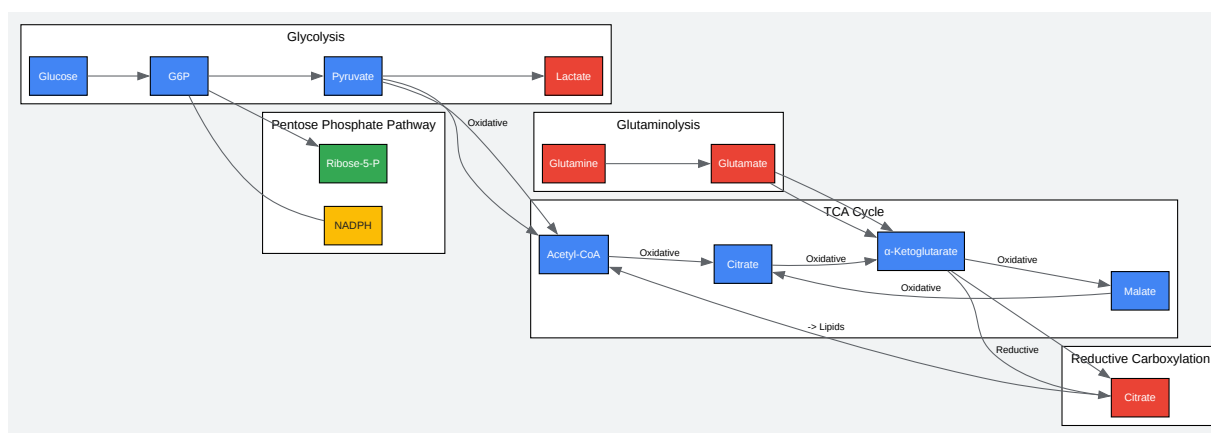 Glycolysis
Glucose
G6P
Pyruvate
Lactate
Pentose Phosphate Pathway
Ribose-5-P
NADPH
Oxidative
Glutaminolysis
Glutamine
Glutamate
TCA Cycle
Acetyl-CoA
Oxidative
Citrate
Oxidative
α-Ketoglutarate
Oxidative
Malate
Oxidative
-> Lipids
Reductive
Reductive Carboxylation
Citrate